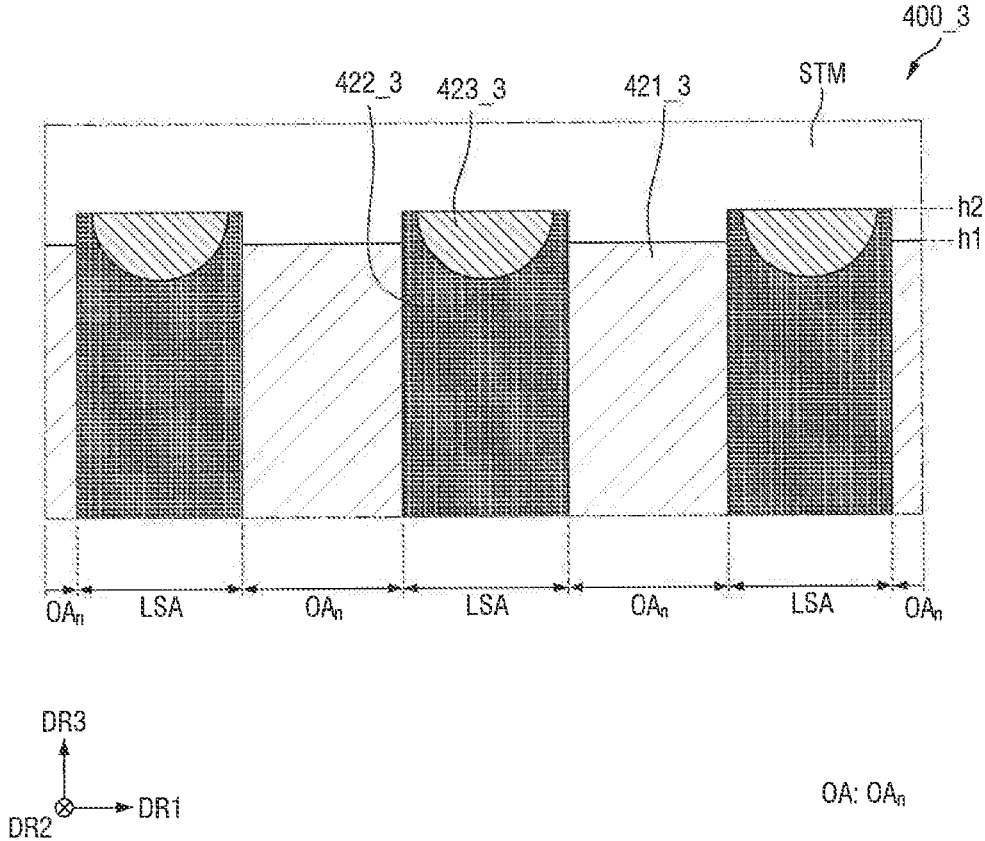 400_3
422_3 423_3 421_3 STM
h2
h1
OAn LSA OAn LSA OAn LSA OAn
DR3
DR1
DR2
OA: OAn